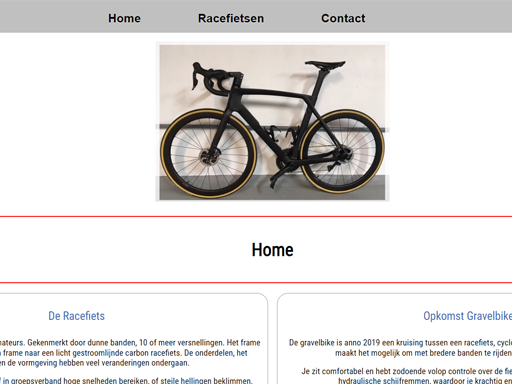 Home Racefietsen Contact
Home
De Racefiets
Gekenmerkt door dunne banden, 10 of meer versnellingen. Het frame
frame naar een licht gestroomlijnde carbon racefiets. De onderdelen, het
en de vormgeving hebben veel veranderingen ondergaan.
in groepsverband hoge snelheden bereiken, of steile hellingen beklimmen.
Opkomst Gravelbike
De gravelbike is anno 2019 een kruising tussen een racefiets,
maakt het mogelijk om met bredere banden te rijden
Je zit comfortabel en hebt zodoende volop controle over de
hydraulische schijfremmen, waardoor je krachtig